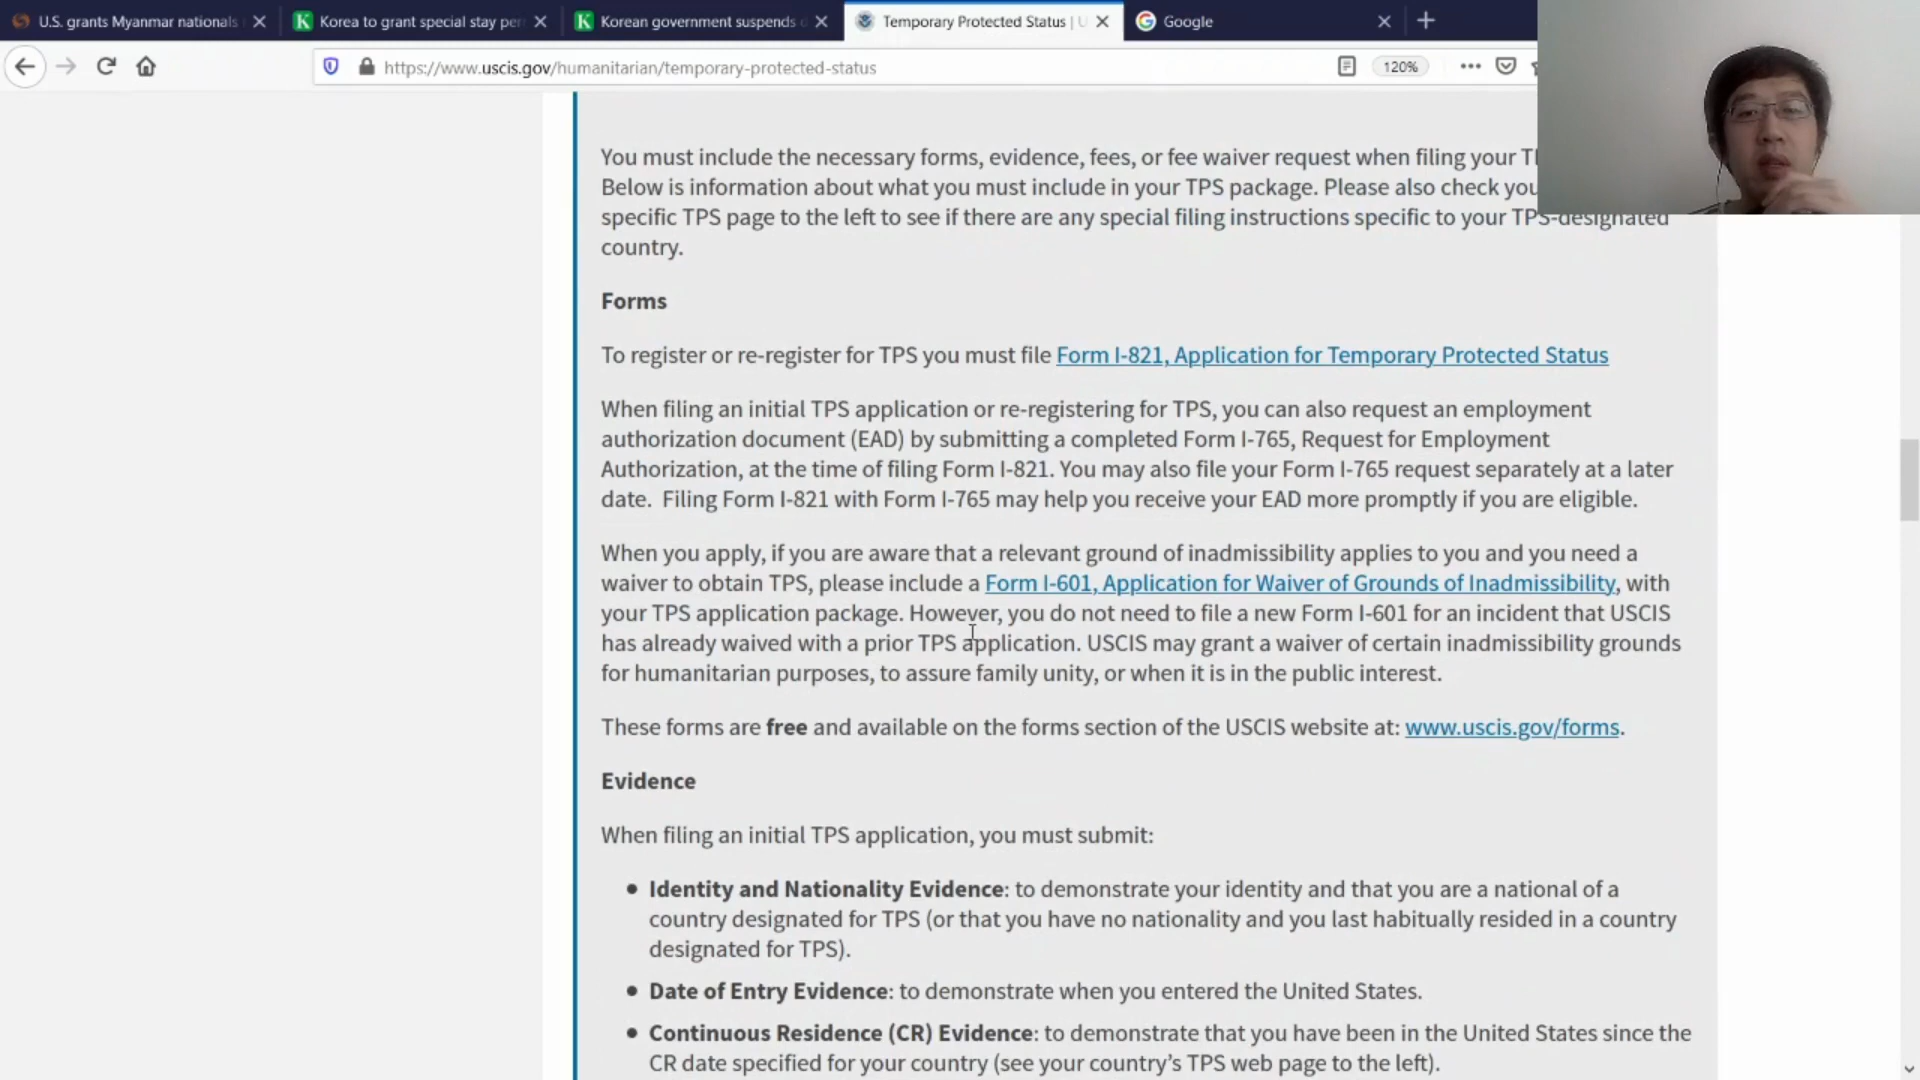 U.S. grants Myanmar nationals
Korea to grant special stay per
Korean government suspends
Temporary Protected Status | U
Google
https://www.uscis.gov/humanitarian/temporary-protected-status
120%
You must include the necessary forms, evidence, fees, or fee waiver request when filing your
Below is information about what you must include in your TPS package. Please also check you
specific TPS page to the left to see if there are any special filing instructions specific to your TPS-designated
country.
Forms
To register or re-register for TPS you must file Form I-821, Application for Temporary Protected Status
When filing an initial TPS application or re-registering for TPS, you can also request an employment
authorization document (EAD) by submitting a completed Form I-765, Request for Employment
Authorization, at the time of filing Form I-821. You may also file your Form I-765 request separately at a later
date. Filing Form I-821 with Form I-765 may help you receive your EAD more promptly if you are eligible.
When you apply, if you are aware that a relevant ground of inadmissibility applies to you and you need a
waiver to obtain TPS, please include a Form I-601, Application for Waiver of Grounds of Inadmissibility, with
your TPS application package. However, you do not need to file a new Form I-601 for an incident that USCIS
has already waived with a prior TPS application. USCIS may grant a waiver of certain inadmissibility grounds
for humanitarian purposes, to assure family unity, or when it is in the public interest.
These forms are free and available on the forms section of the USCIS website at: www.uscis.gov/forms.
Evidence
When filing an initial TPS application, you must submit:
• Identity and Nationality Evidence: to demonstrate your identity and that you are a national of a
country designated for TPS (or that you have no nationality and you last habitually resided in a country
designated for TPS).
• Date of Entry Evidence: to demonstrate when you entered the United States.
• Continuous Residence (CR) Evidence: to demonstrate that you have been in the United States since the
CR date specified for your country (see your country's TPS web page to the left).